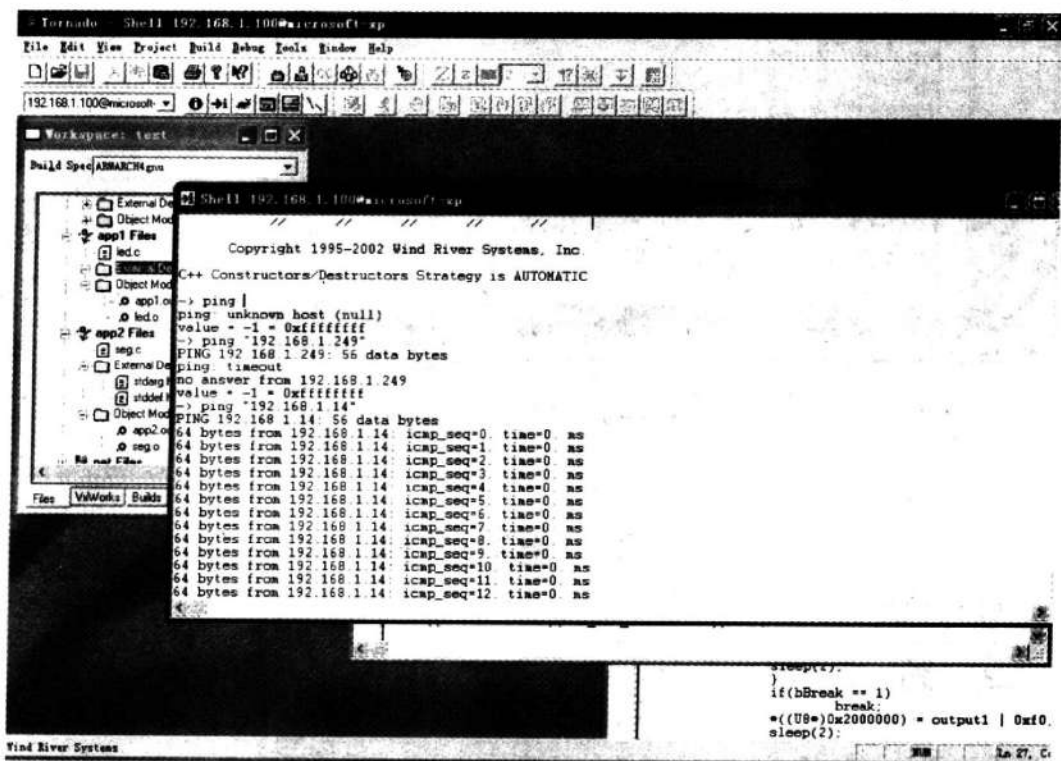 Tornado - Shell 192.168.1.100@microsoft-xp
File Edit View Project Build Debug Tools Window Help
192.168.1.100@microsoft-
Workspace: test
Build Spec ARMARCH4gnu
External De
Object Mod
app1 Files
led.c
Object Mod
app1.ou
led.o
app2 Files
seg.c
External De
stdarg.h
stddef.h
Object Mod
app2.ou
seg.o
Files VxWorks Builds
Shell 192.168.1.100@microsoft-xp
Copyright 1995-2002 Wind River Systems, Inc.
C++ Constructors/Destructors Strategy is AUTOMATIC
-> ping
ping: unknown host (null)
value = -1 = 0xffffffff
-> ping "192.168.1.249"
PING 192.168.1.249: 56 data bytes
ping: timeout
no answer from 192.168.1.249
value = -1 = 0xffffffff
-> ping "192.168.1.14"
PING 192.168.1.14: 56 data bytes
64 bytes from 192.168.1.14: icmp_seq=0. time=0. ms
64 bytes from 192.168.1.14: icmp_seq=1. time=0. ms
64 bytes from 192.168.1.14: icmp_seq=2. time=0. ms
64 bytes from 192.168.1.14: icmp_seq=3. time=0. ms
64 bytes from 192.168.1.14: icmp_seq=4. time=0. ms
64 bytes from 192.168.1.14: icmp_seq=5. time=0. ms
64 bytes from 192.168.1.14: icmp_seq=6. time=0. ms
64 bytes from 192.168.1.14: icmp_seq=7. time=0. ms
64 bytes from 192.168.1.14: icmp_seq=8. time=0. ms
64 bytes from 192.168.1.14: icmp_seq=9. time=0. ms
64 bytes from 192.168.1.14: icmp_seq=10. time=0. ms
64 bytes from 192.168.1.14: icmp_seq=11. time=0. ms
64 bytes from 192.168.1.14: icmp_seq=12. time=0. ms
sleep(2);
}
if(bBreak == 1)
break;
*((U8*)0x2000000) = output1 | 0xf0,
sleep(2);
Wind River Systems
NUM Ln 27, Co